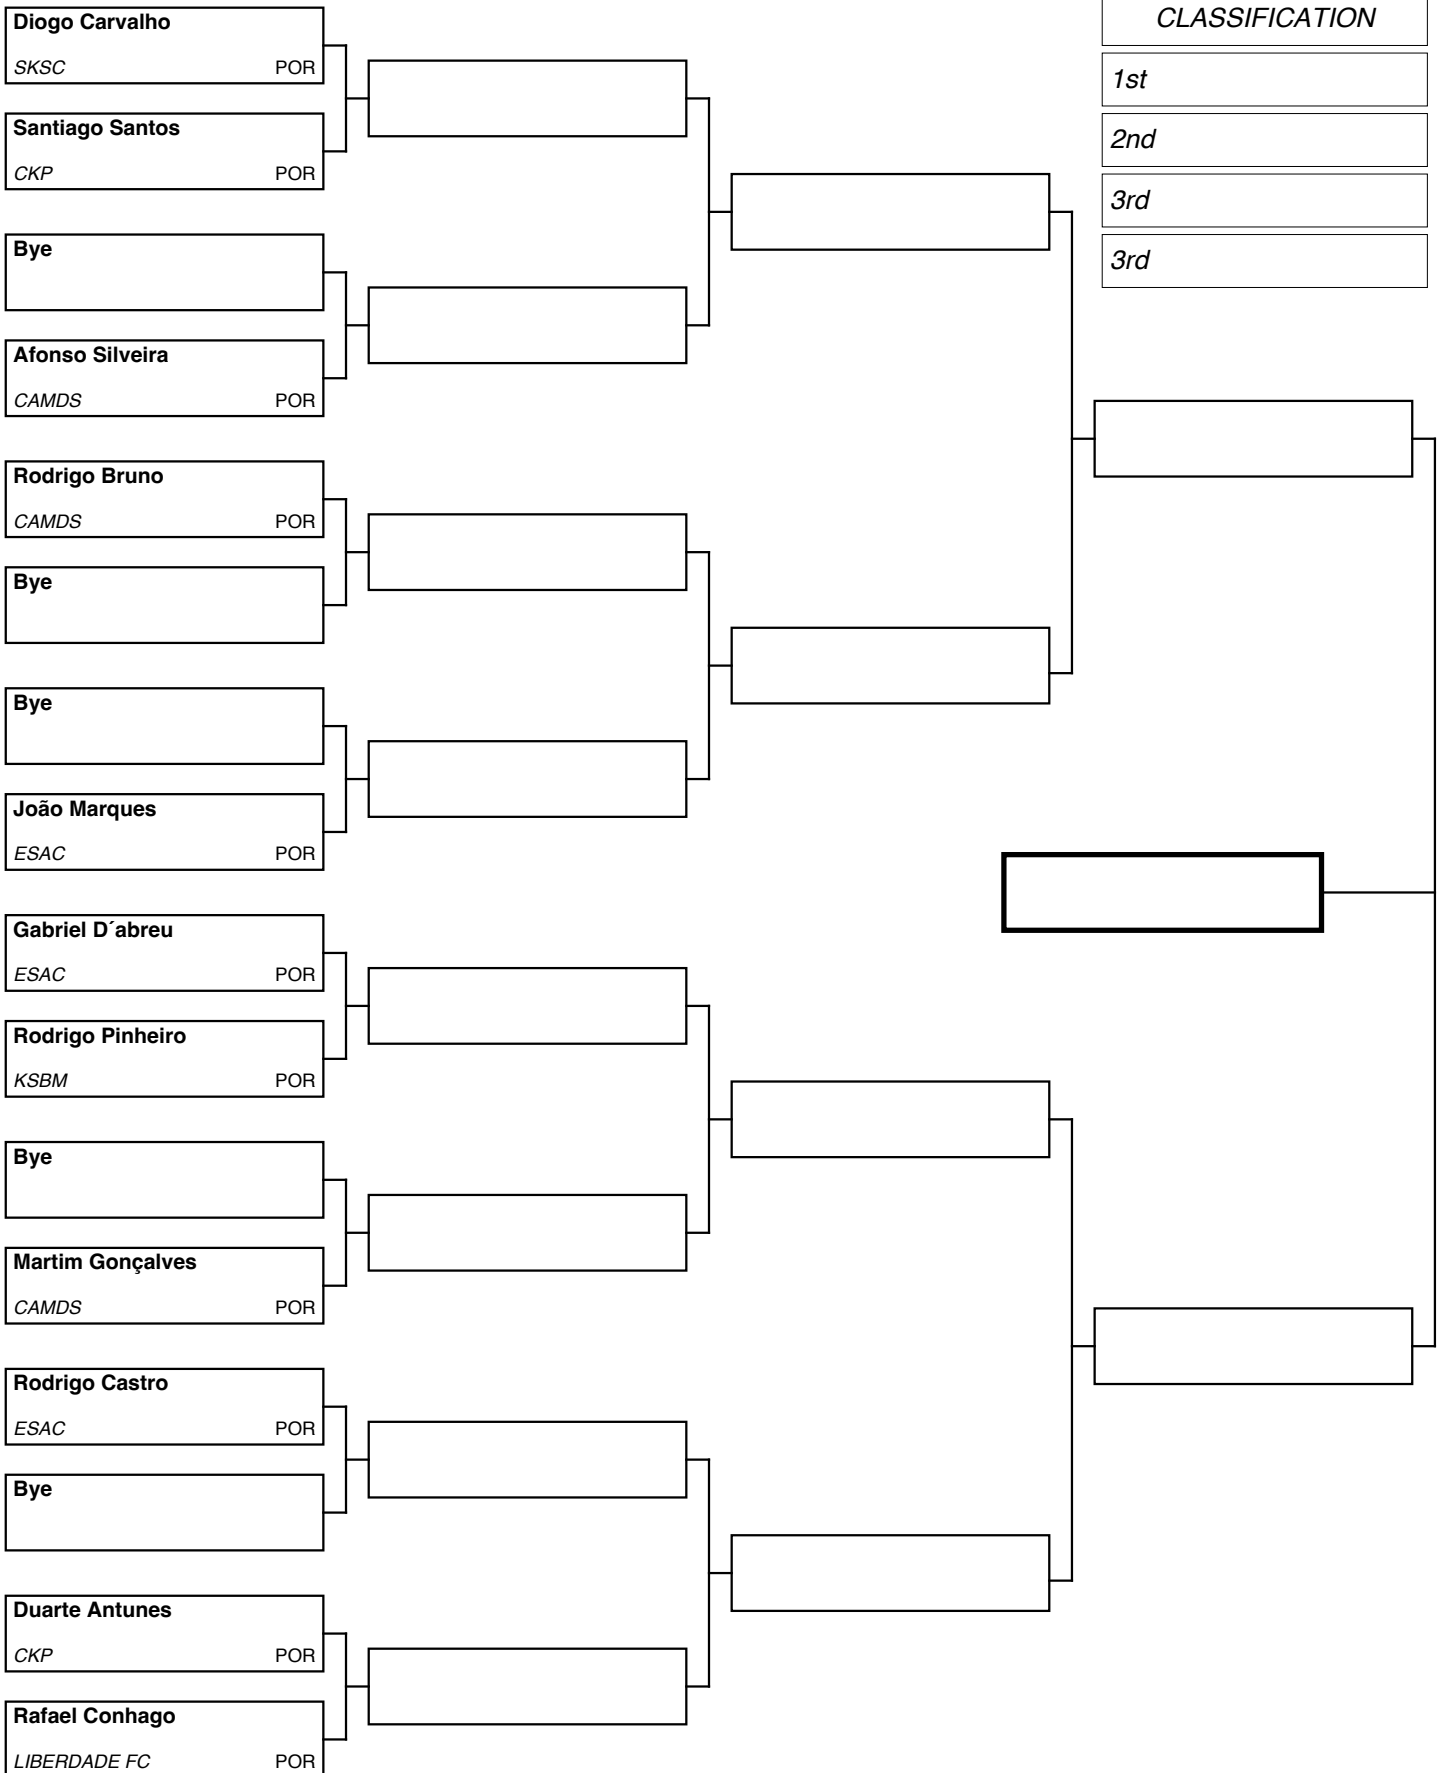 Diogo Carvalho
SKSC POR
Santiago Santos
CKP POR
Bye
Afonso Silveira
CAMDS POR
Rodrigo Bruno
CAMDS POR
Bye
Bye
João Marques
ESAC POR
Gabriel D´abreu
ESAC POR
Rodrigo Pinheiro
KSBM POR
Bye
Martim Gonçalves
CAMDS POR
Rodrigo Castro
ESAC POR
Bye
Duarte Antunes
CKP POR
Rafael Conhago
LIBERDADE FC POR
CLASSIFICATION
1st
2nd
3rd
3rd